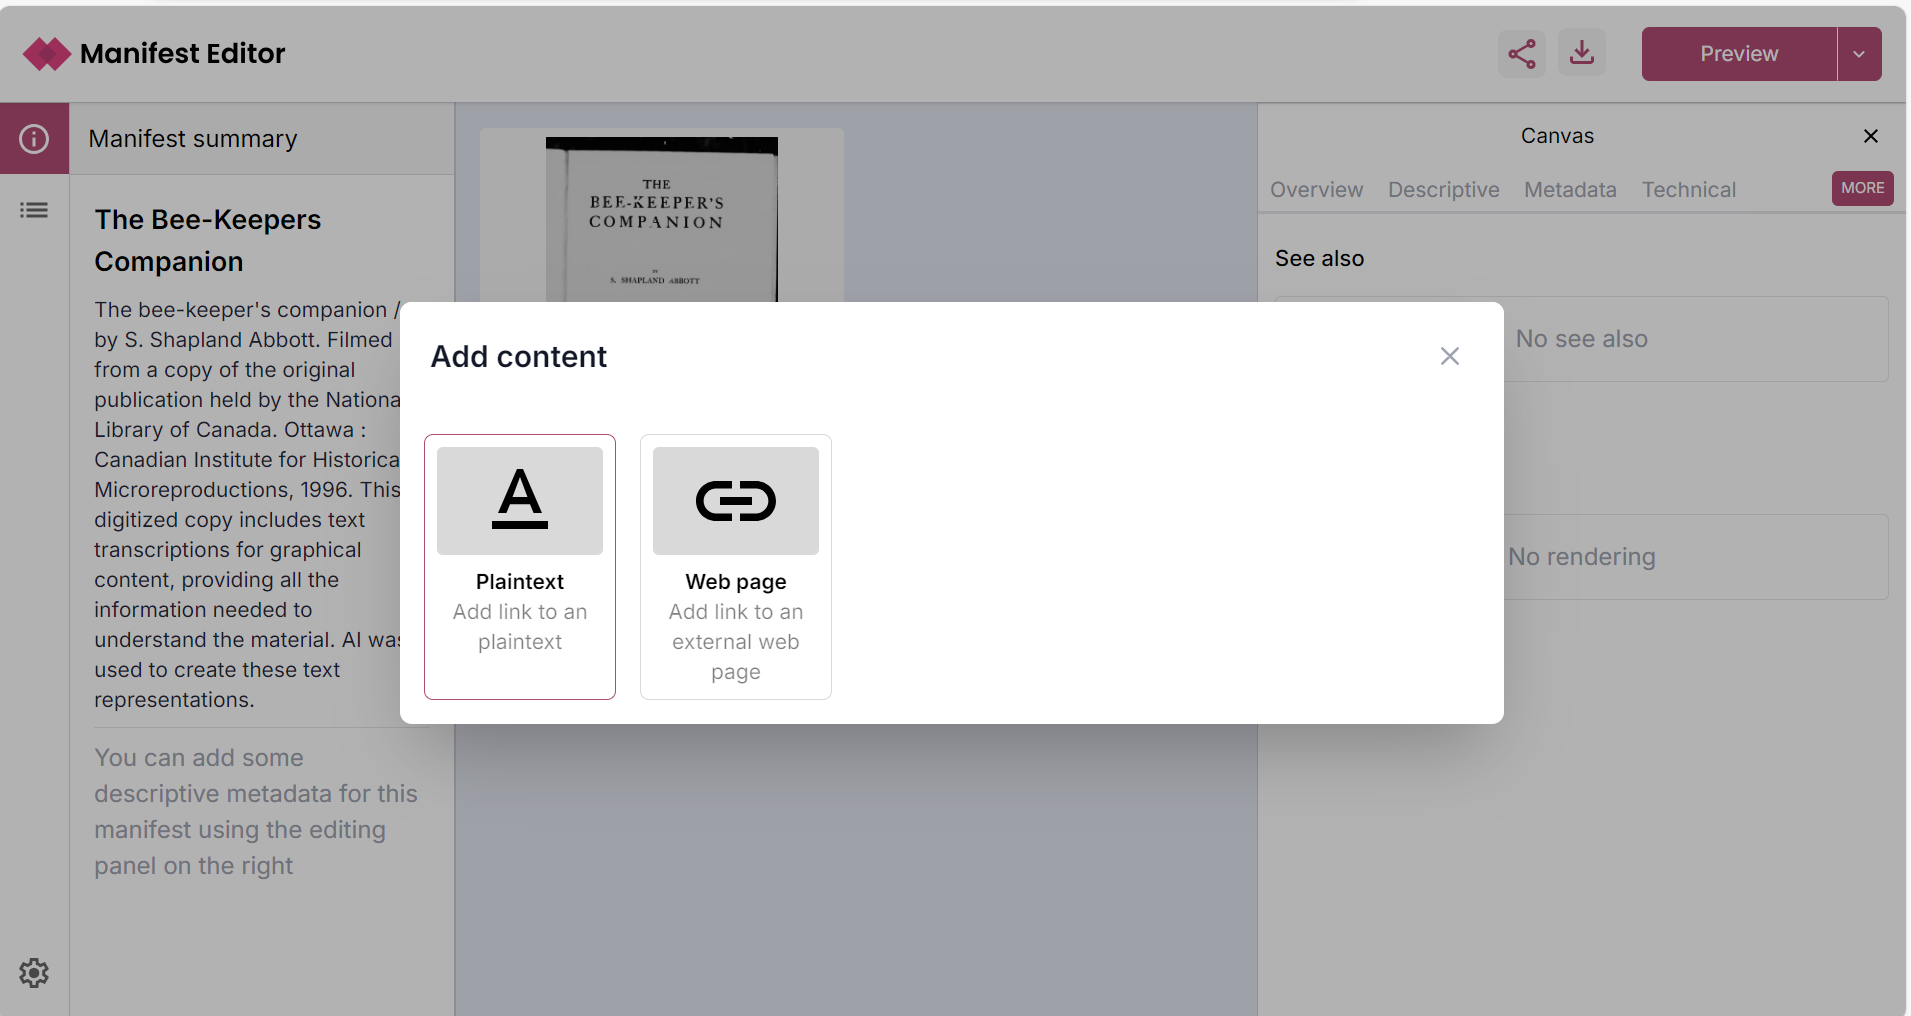 Manifest Editor
Preview
Manifest summary
The Bee-Keepers
Companion
The bee-keeper's companion /
by S. Shapland Abbott. Filmed
from a copy of the original
publication held by the Nationa
Library of Canada. Ottawa :
Canadian Institute for Historica
Microreproductions, 1996. This
digitized copy includes text
transcriptions for graphical
content, providing all the
information needed to
understand the material. AI was
used to create these text
representations.
You can add some
descriptive metadata for this
manifest using the editing
panel on the right
THE
BEE-KEEPER'S
COMPANION
BY
S. SHAPLAND ABBOTT
Add content
Plaintext
Add link to an
plaintext
Web page
Add link to an
external web
page
Canvas
Overview Descriptive Metadata Technical MORE
See also
No see also
No rendering